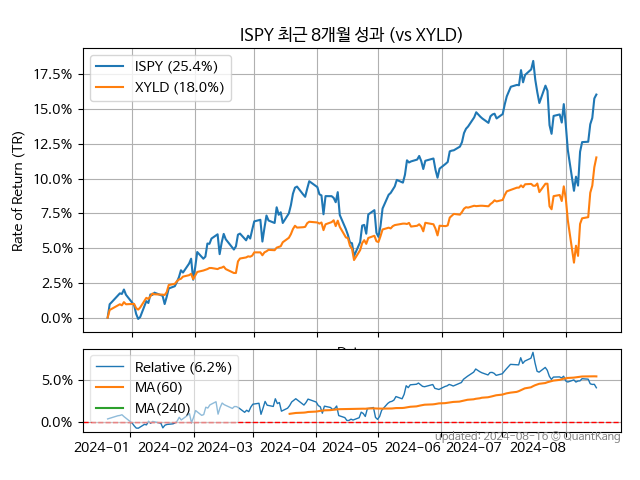 ISPY 최근 8개월 성과 (vs XYLD)
ISPY (25.4%)
XYLD (18.0%)
17.5%
15.0%
12.5%
10.0%
7.5%
5.0%
2.5%
0.0%
Rate of Return (TR)
Relative (6.2%)
MA(60)
MA(240)
5.0%
0.0%
2024-01 2024-02 2024-03 2024-04 2024-05 2024-06 2024-07 2024-08
updated: 2024-08-16 © QuantKang